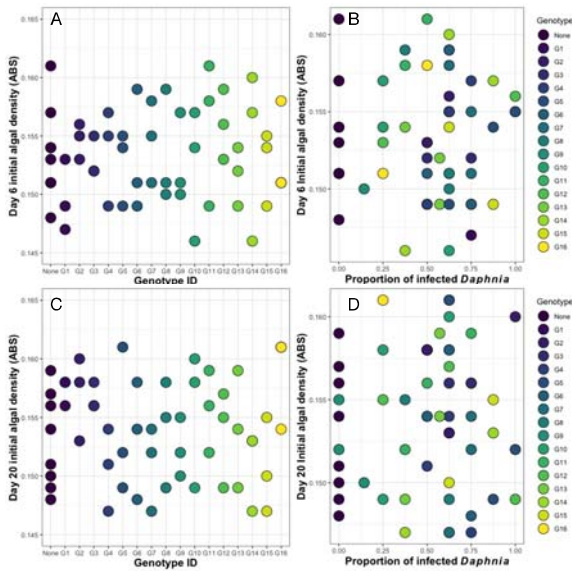 A
Day 6 initial algal density (ABS)
0.165
0.160
0.155
0.150
0.145
None G1 G2 G3 G4 G5 G6 G7 G8 G9 G10 G11 G12 G13 G14 G15 G16
Genotype ID
B
Day 6 Initial algal density (ABS)
0.160
0.155
0.150
0.00 0.25 0.50 0.75 1.00
Proportion of infected Daphnia
Genotype
None
G1
G2
G3
G4
G5
G6
G7
G8
G9
G10
G11
G12
G13
G14
G15
G16
C
Day 20 initial algal density (ABS)
0.165
0.160
0.155
0.150
0.145
None G1 G2 G3 G4 G5 G6 G7 G8 G9 G10 G11 G12 G13 G14 G15 G16
Genotype ID
D
Day 20 Initial algal density (ABS)
0.160
0.155
0.150
0.00 0.25 0.50 0.75 1.00
Proportion of infected Daphnia
Genotype
None
G1
G2
G3
G4
G5
G6
G7
G8
G9
G10
G11
G12
G13
G14
G15
G16